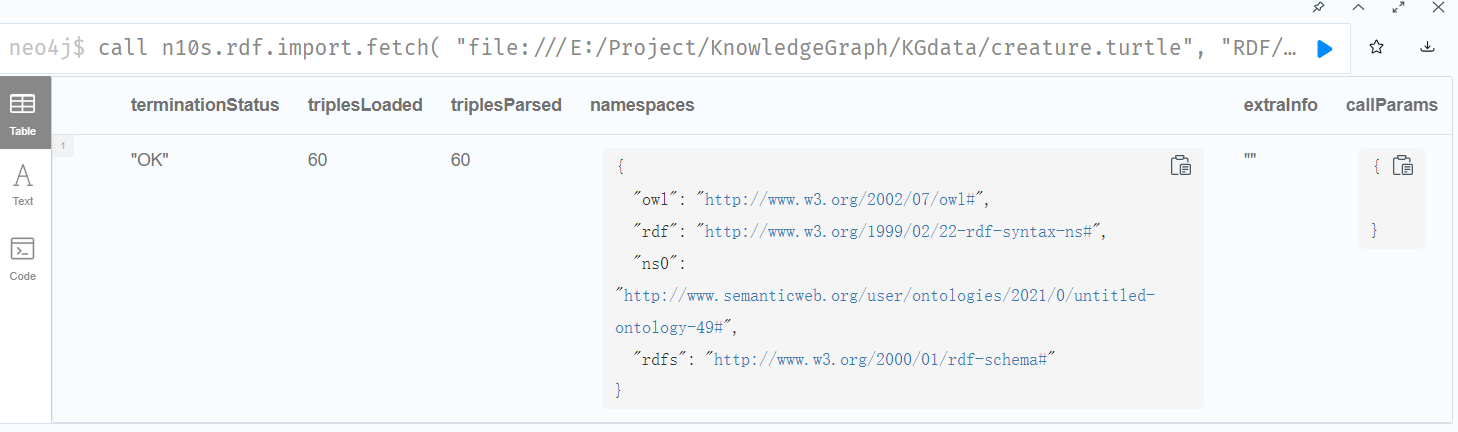 neo4j$ call n10s.rdf.import.fetch( "file:///E:/Project/KnowledgeGraph/KGdata/creature.turtle", "RDF/…
terminationStatus triplesLoaded triplesParsed namespaces extraInfo callParams
Table
1
"OK" 60 60 { "" {
"owl": "http://www.w3.org/2002/07/owl#",
"rdf": "http://www.w3.org/1999/02/22-rdf-syntax-ns#",
"ns0":
"http://www.semanticweb.org/user/ontologies/2021/0/untitled-
ontology-49#",
"rdfs": "http://www.w3.org/2000/01/rdf-schema#"
}
}
A
Text
Code